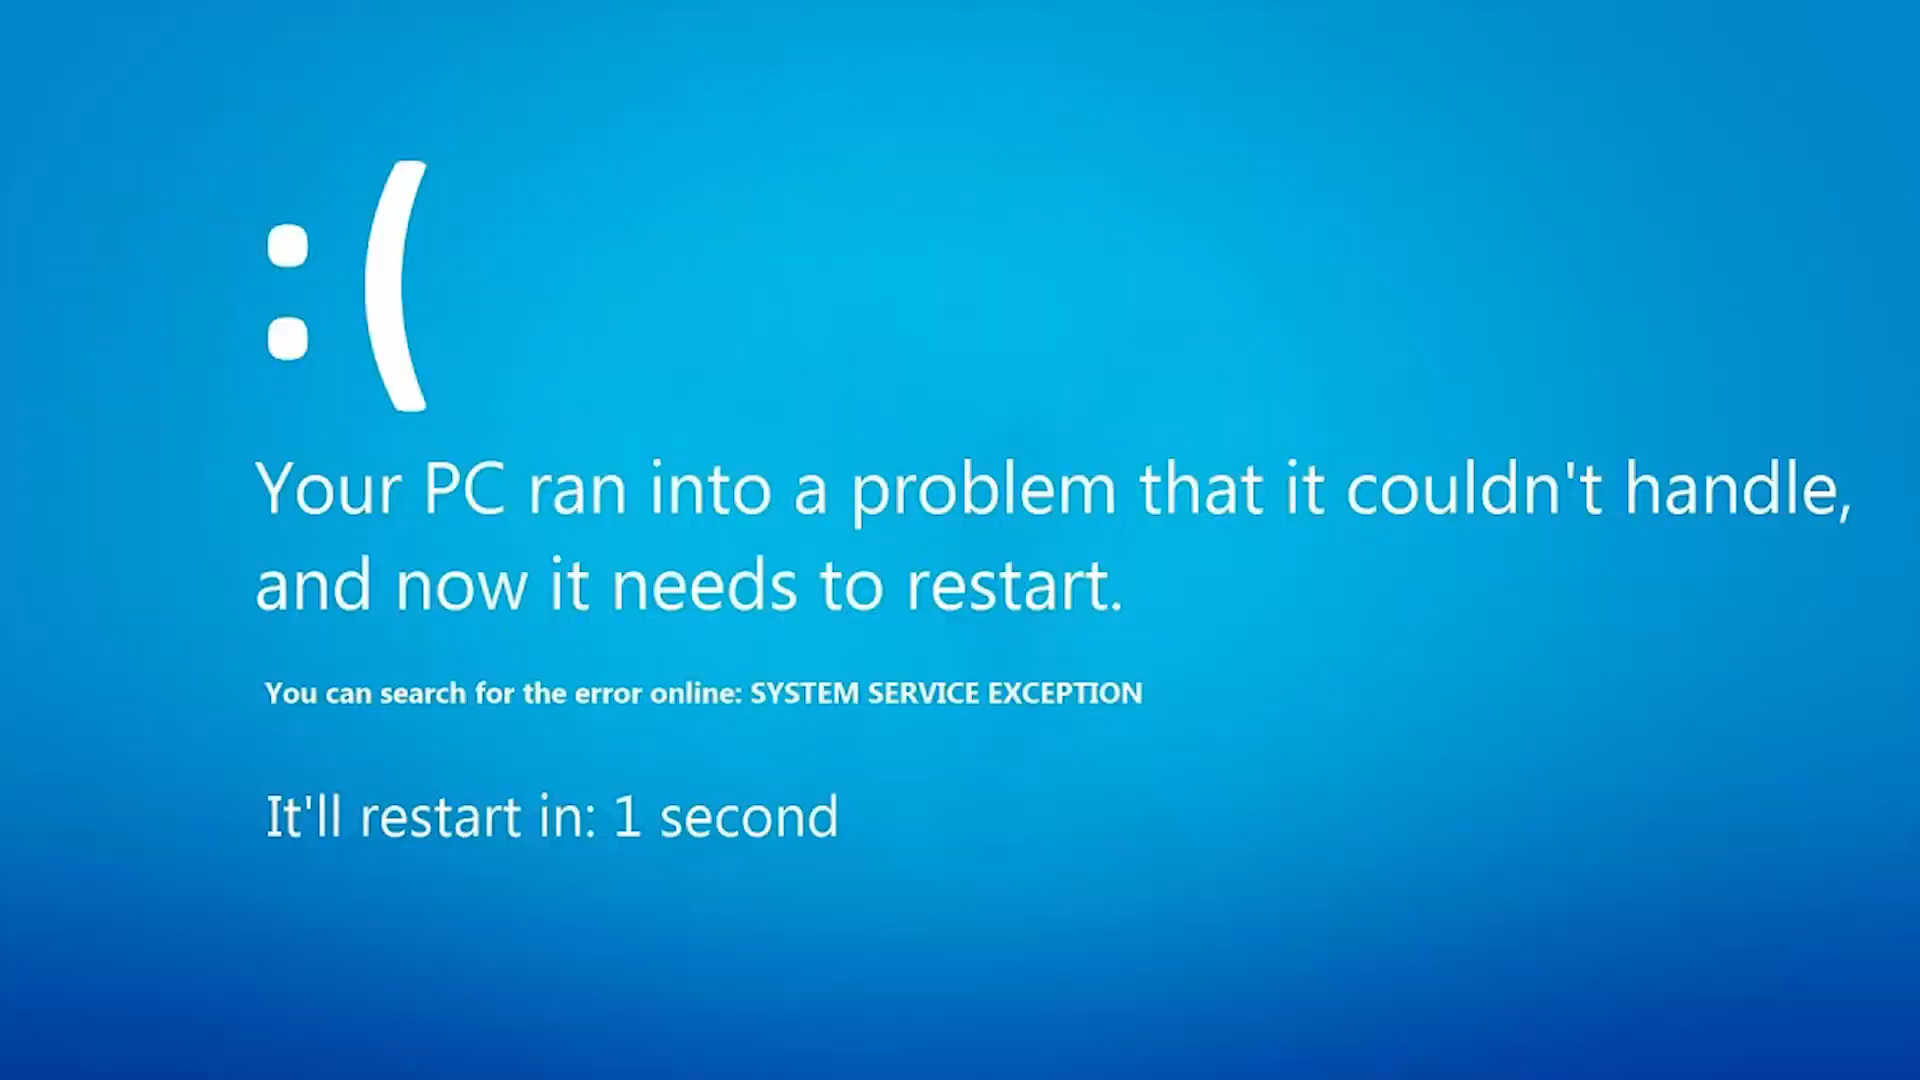 :(
Your PC ran into a problem that it couldn't handle,
and now it needs to restart.
You can search for the error online: SYSTEM SERVICE EXCEPTION
It'll restart in: 1 second